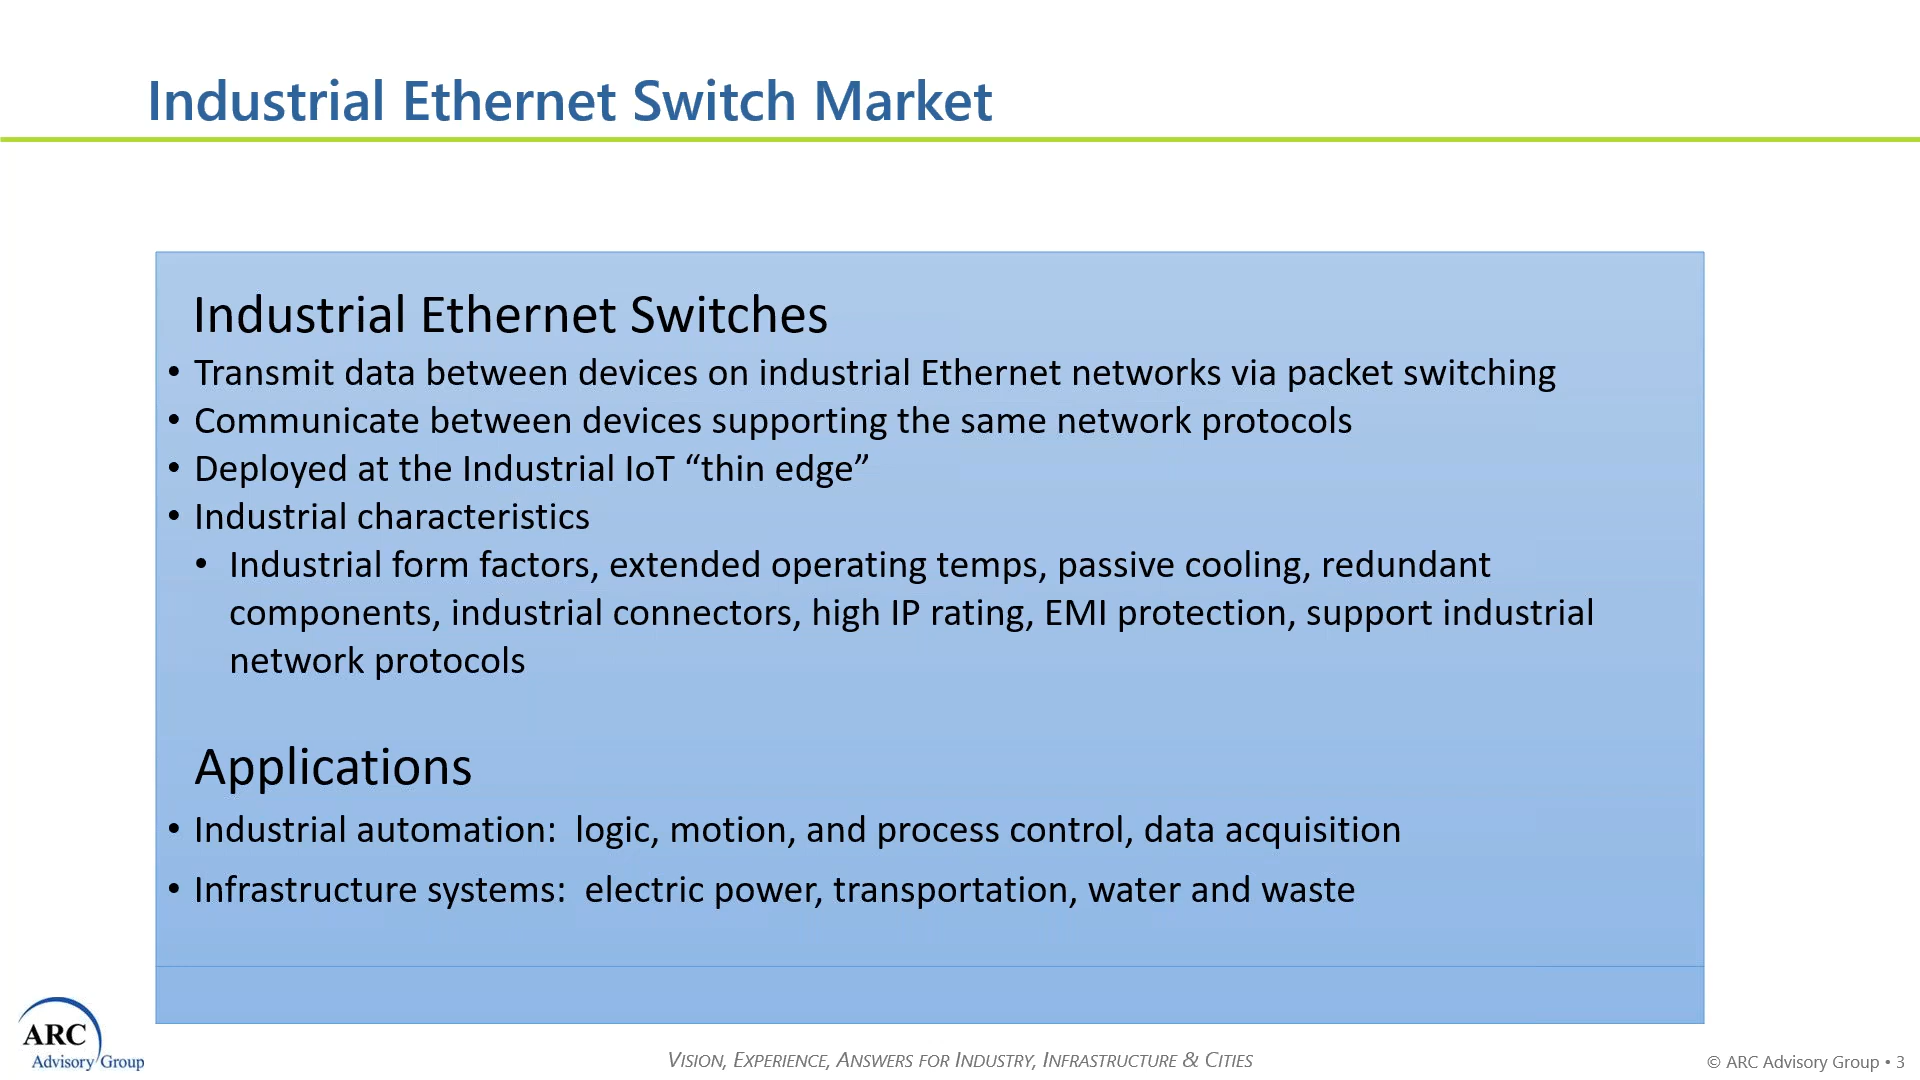 Industrial Ethernet Switch Market
Industrial Ethernet Switches
• Transmit data between devices on industrial Ethernet networks via packet switching
• Communicate between devices supporting the same network protocols
• Deployed at the Industrial IoT “thin edge”
• Industrial characteristics
• Industrial form factors, extended operating temps, passive cooling, redundant
components, industrial connectors, high IP rating, EMI protection, support industrial
network protocols
Applications
• Industrial automation:  logic, motion, and process control, data acquisition
• Infrastructure systems:  electric power, transportation, water and waste
ARC
Advisory Group
Vision, Experience, Answers for Industry, Infrastructure & Cities
© ARC Advisory Group • 3